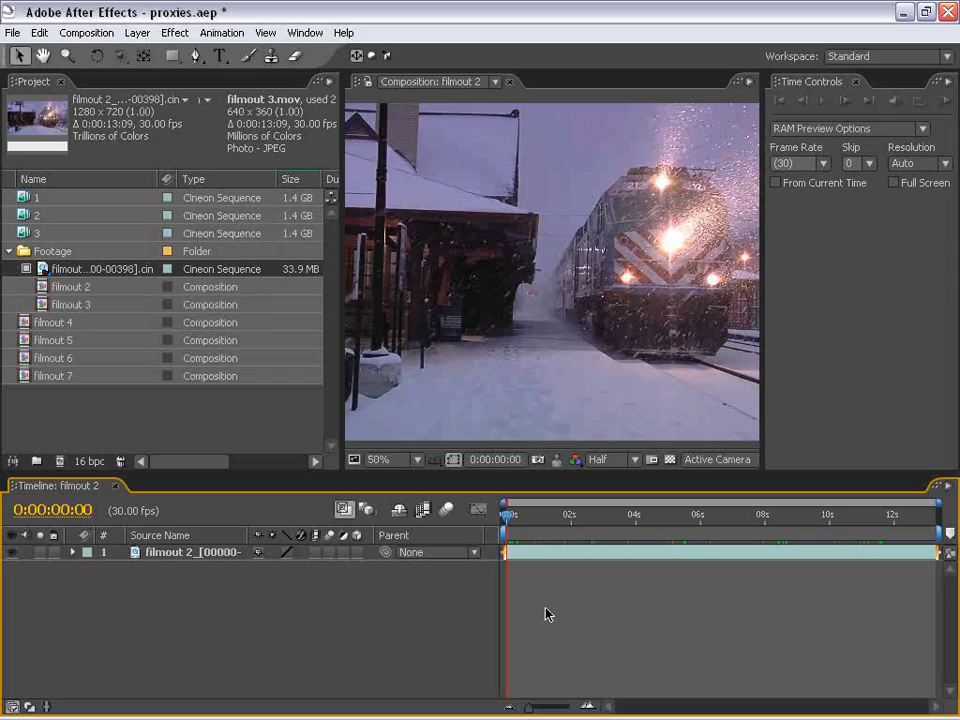 Adobe After Effects - proxies.aep *
File Edit Composition Layer Effect Animation View Window Help
Workspace: Standard
Project
Composition: filmout 2
Time Controls
filmout 2_...-00398].cin
1280 x 720 (1.00)
Δ 0:00:13:09, 30.00 fps
Trillions of Colors
filmout 3.mov, used 2
640 x 360 (1.00)
Δ 0:00:13:09, 30.00 fps
Millions of Colors
Photo - JPEG
RAM Preview Options
Frame Rate Skip Resolution
(30) 0 Auto
From Current Time Full Screen
Name Type Size Du
1 Cineon Sequence 1.4 GB
2 Cineon Sequence 1.4 GB
3 Cineon Sequence 1.4 GB
Footage Folder
filmout...00-00398].cin Cineon Sequence 33.9 MB
filmout 2 Composition
filmout 3 Composition
filmout 4 Composition
filmout 5 Composition
filmout 6 Composition
filmout 7 Composition
16 bpc
50% 0:00:00:00 Half Active Camera
Timeline: filmout 2
0:00:00:00 (30.00 fps)
02s 04s 06s 08s 10s 12s
# Source Name Parent
1 filmout 2_[00000- None